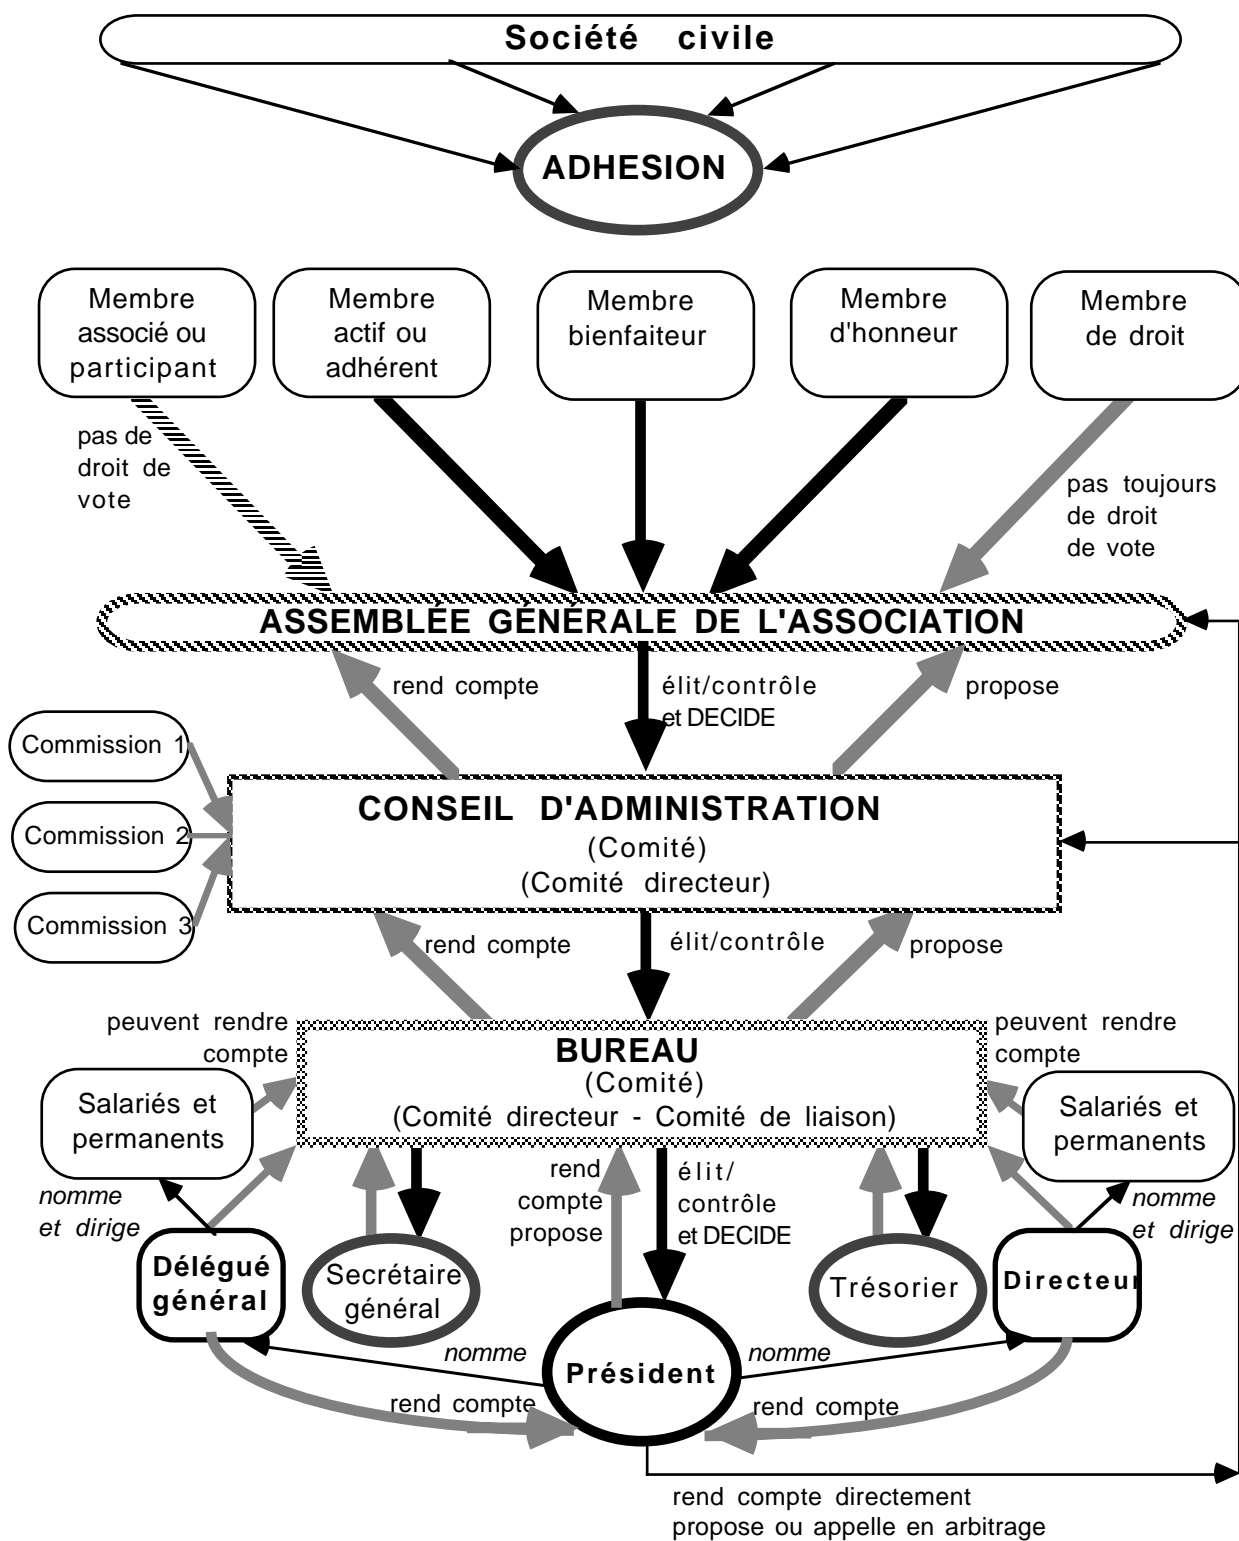 Société civile
ADHESION
Membre
associé ou
participant
Membre
actif ou
adhérent
Membre
bienfaiteur
Membre
d'honneur
Membre
de droit
pas de
droit de
vote
pas toujours
de droit
de vote
ASSEMBLÉE GÉNÉRALE DE L'ASSOCIATION
rend compte
élit/contrôle
et DECIDE
propose
Commission 1
Commission 2
Commission 3
CONSEIL D'ADMINISTRATION
(Comité)
(Comité directeur)
rend compte
élit/contrôle
propose
peuvent rendre
compte
peuvent rendre
compte
BUREAU
(Comité)
(Comité directeur - Comité de liaison)
Salariés et
permanents
Salariés et
permanents
nomme
et dirige
rend
compte
propose
élit/
contrôle
et DECIDE
nomme
et dirige
Délégué
général
Secrétaire
général
Trésorier
Directeur
nomme
Président
nomme
rend compte
rend compte
rend compte directement
propose ou appelle en arbitrage